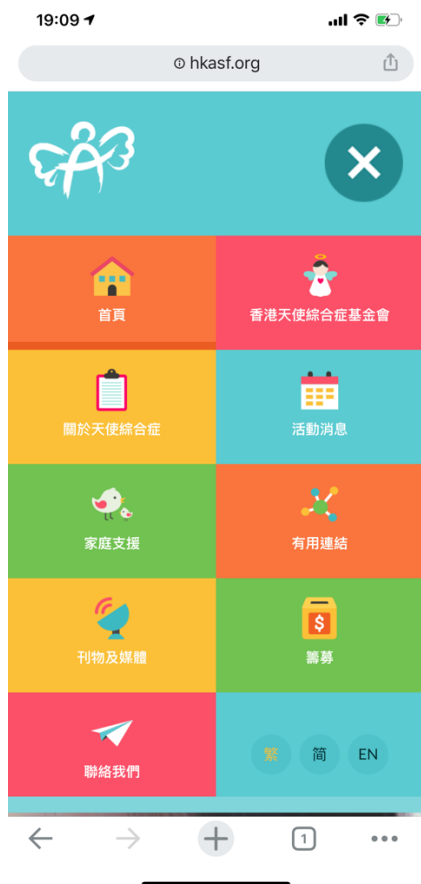 19:09
hkasf.org
首頁
香港天使綜合症基金會
關於天使綜合症
活動消息
家庭支援
有用連結
刊物及媒體
$
籌募
聯絡我們
繁 简 EN
1